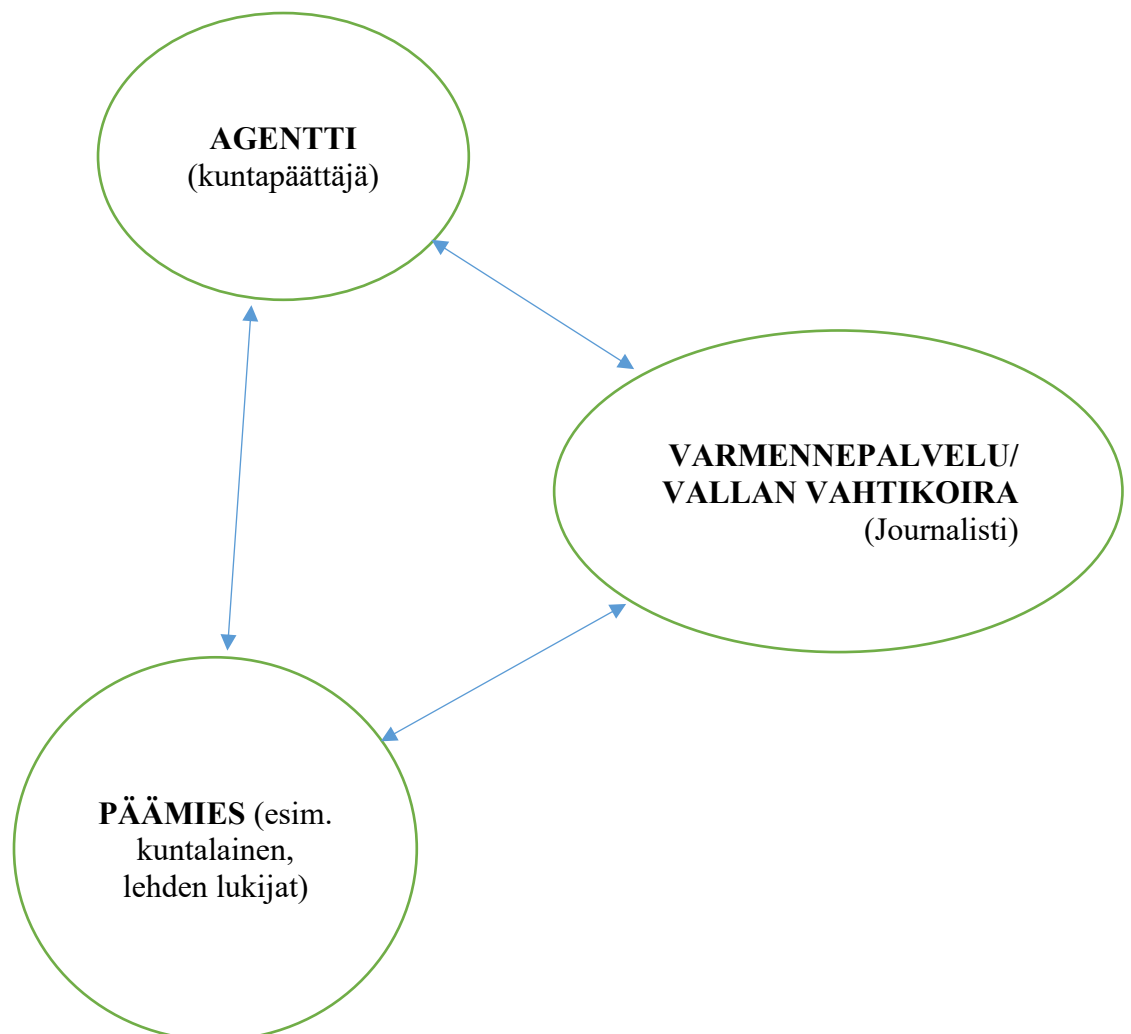 AGENTTI
(kuntapäättäjä)
VARMENNEPALVELU/
VALLAN VAHTIKOIRA
(Journalisti)
PÄÄMIES (esim.
kuntalainen,
lehden lukijat)